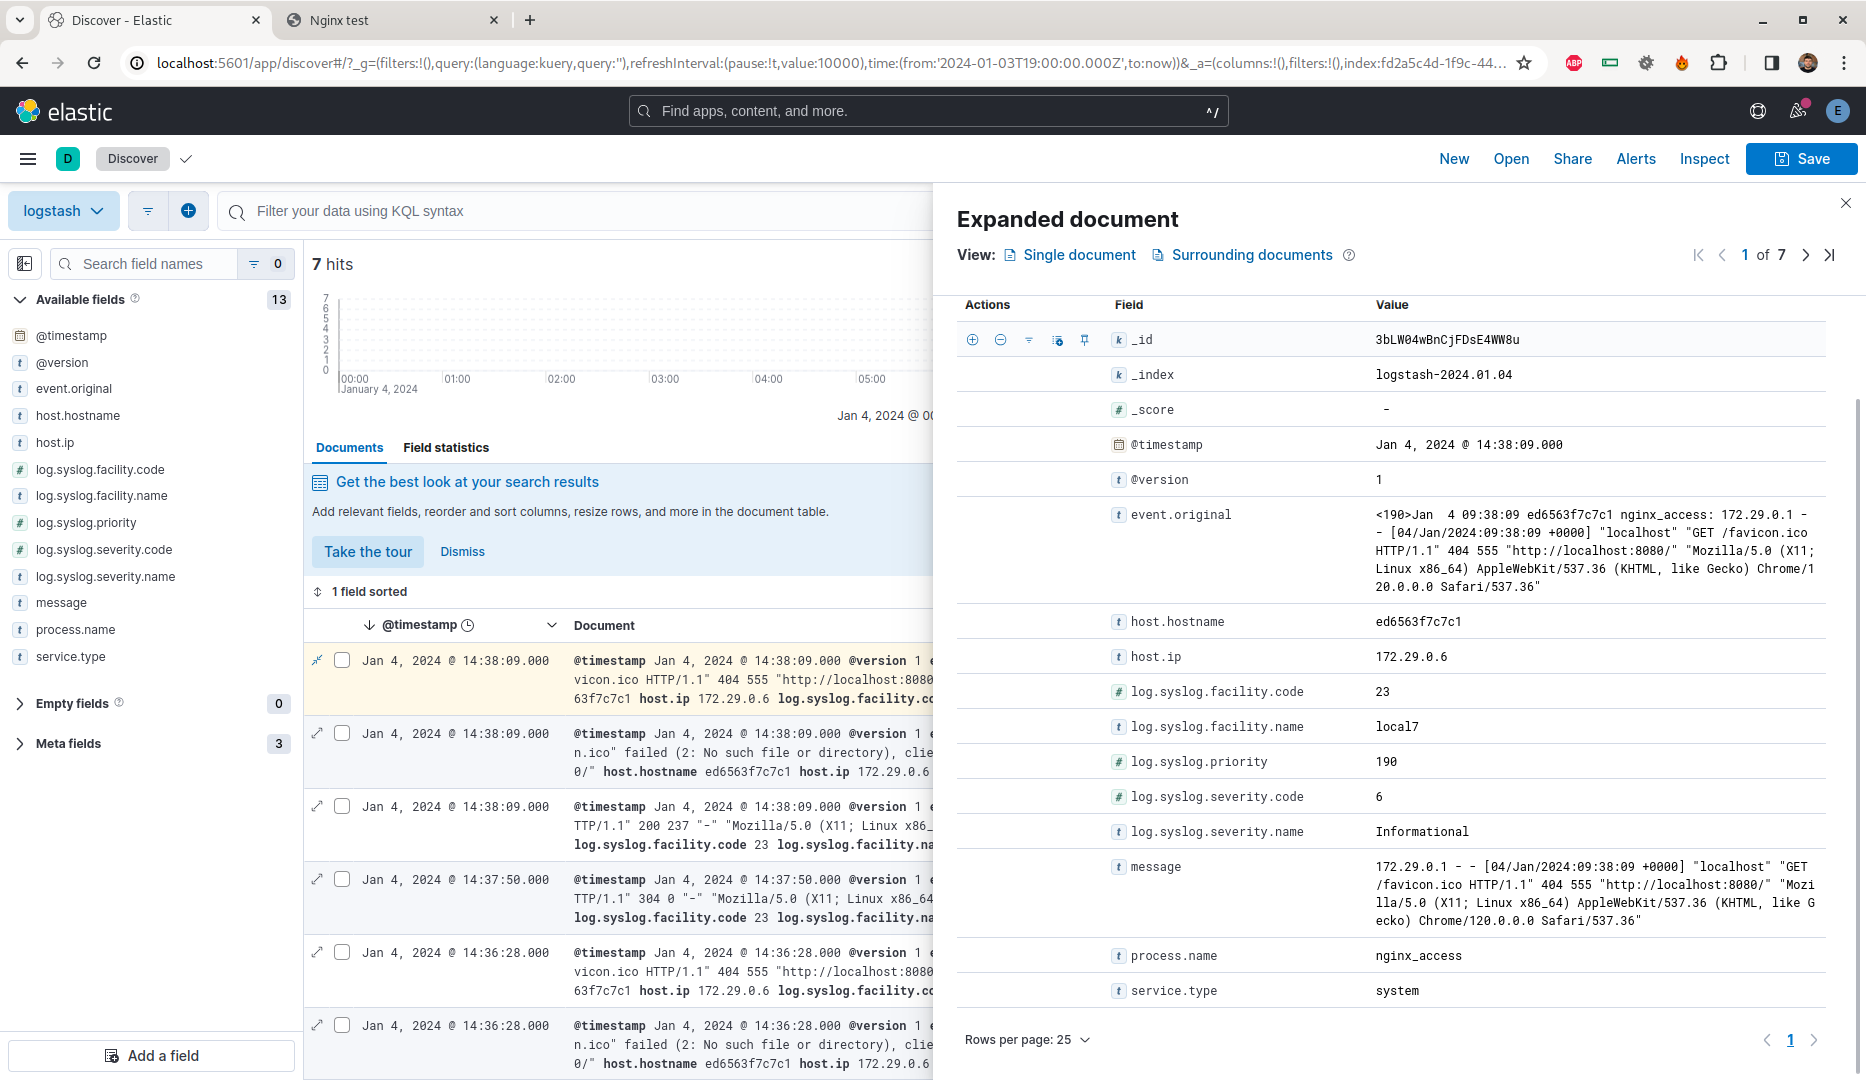 Discover - Elastic
Nginx test
localhost:5601/app/discover#/?_g=(filters:!(),query:(language:kuery,query:''),refreshInterval:(pause:!t,value:10000),time:(from:'2024-01-03T19:00:00.000Z',to:now))&_a=(columns:!(),filters:!(),index:fd2a5c4d-1f9c-44...
ABP
elastic
Find apps, content, and more.
^/
E
D
Discover
New
Open
Share
Alerts
Inspect
Save
logstash
Filter your data using KQL syntax
Search field names
0
Available fields
13
@timestamp
@version
event.original
host.hostname
host.ip
log.syslog.facility.code
log.syslog.facility.name
log.syslog.priority
log.syslog.severity.code
log.syslog.severity.name
message
process.name
service.type
Empty fields
0
Meta fields
3
Add a field
7 hits
7
6
5
4
3
2
1
0
00:00
January 4, 2024
01:00
02:00
03:00
04:00
05:00
Jan 4, 2024 @ 00
Documents
Field statistics
Get the best look at your search results
Add relevant fields, reorder and sort columns, resize rows, and more in the document table.
Take the tour
Dismiss
1 field sorted
@timestamp
Document
Jan 4, 2024 @ 14:38:09.000
@timestamp Jan 4, 2024 @ 14:38:09.000 @version 1 e
vicon.ico HTTP/1.1" 404 555 "http://localhost:8080
63f7c7c1 host.ip 172.29.0.6 log.syslog.facility.co
Jan 4, 2024 @ 14:38:09.000
@timestamp Jan 4, 2024 @ 14:38:09.000 @version 1 e
n.ico" failed (2: No such file or directory), clie
0/" host.hostname ed6563f7c7c1 host.ip 172.29.0.6
Jan 4, 2024 @ 14:38:09.000
@timestamp Jan 4, 2024 @ 14:38:09.000 @version 1 e
TTP/1.1" 200 237 "-" "Mozilla/5.0 (X11; Linux x86_
log.syslog.facility.code 23 log.syslog.facility.na
Jan 4, 2024 @ 14:37:50.000
@timestamp Jan 4, 2024 @ 14:37:50.000 @version 1 e
TTP/1.1" 304 0 "-" "Mozilla/5.0 (X11; Linux x86_64
log.syslog.facility.code 23 log.syslog.facility.na
Jan 4, 2024 @ 14:36:28.000
@timestamp Jan 4, 2024 @ 14:36:28.000 @version 1 e
vicon.ico HTTP/1.1" 404 555 "http://localhost:8080
63f7c7c1 host.ip 172.29.0.6 log.syslog.facility.co
Jan 4, 2024 @ 14:36:28.000
@timestamp Jan 4, 2024 @ 14:36:28.000 @version 1 e
n.ico" failed (2: No such file or directory), clie
0/" host.hostname ed6563f7c7c1 host.ip 172.29.0.6
Expanded document
View:
Single document
Surrounding documents
1 of 7
Actions
Field
Value
_id
3bLW04wBnCjFDsE4WW8u
_index
logstash-2024.01.04
_score
-
@timestamp
Jan 4, 2024 @ 14:38:09.000
@version
1
event.original
<190>Jan  4 09:38:09 ed6563f7c7c1 nginx_access: 172.29.0.1 -
- [04/Jan/2024:09:38:09 +0000] "localhost" "GET /favicon.ico
HTTP/1.1" 404 555 "http://localhost:8080/" "Mozilla/5.0 (X11;
Linux x86_64) AppleWebKit/537.36 (KHTML, like Gecko) Chrome/1
20.0.0.0 Safari/537.36"
host.hostname
ed6563f7c7c1
host.ip
172.29.0.6
log.syslog.facility.code
23
log.syslog.facility.name
local7
log.syslog.priority
190
log.syslog.severity.code
6
log.syslog.severity.name
Informational
message
172.29.0.1 - - [04/Jan/2024:09:38:09 +0000] "localhost" "GET
/favicon.ico HTTP/1.1" 404 555 "http://localhost:8080/" "Mozi
lla/5.0 (X11; Linux x86_64) AppleWebKit/537.36 (KHTML, like G
ecko) Chrome/120.0.0.0 Safari/537.36"
process.name
nginx_access
service.type
system
Rows per page: 25
1